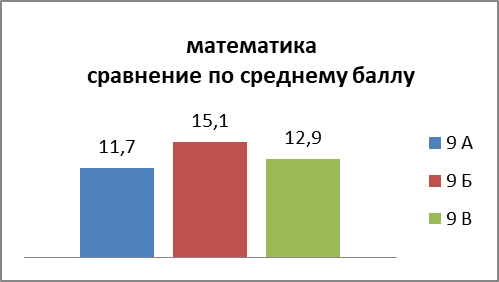 математика
сравнение по среднему баллу
11,7
15,1
12,9
9 А
9 Б
9 В